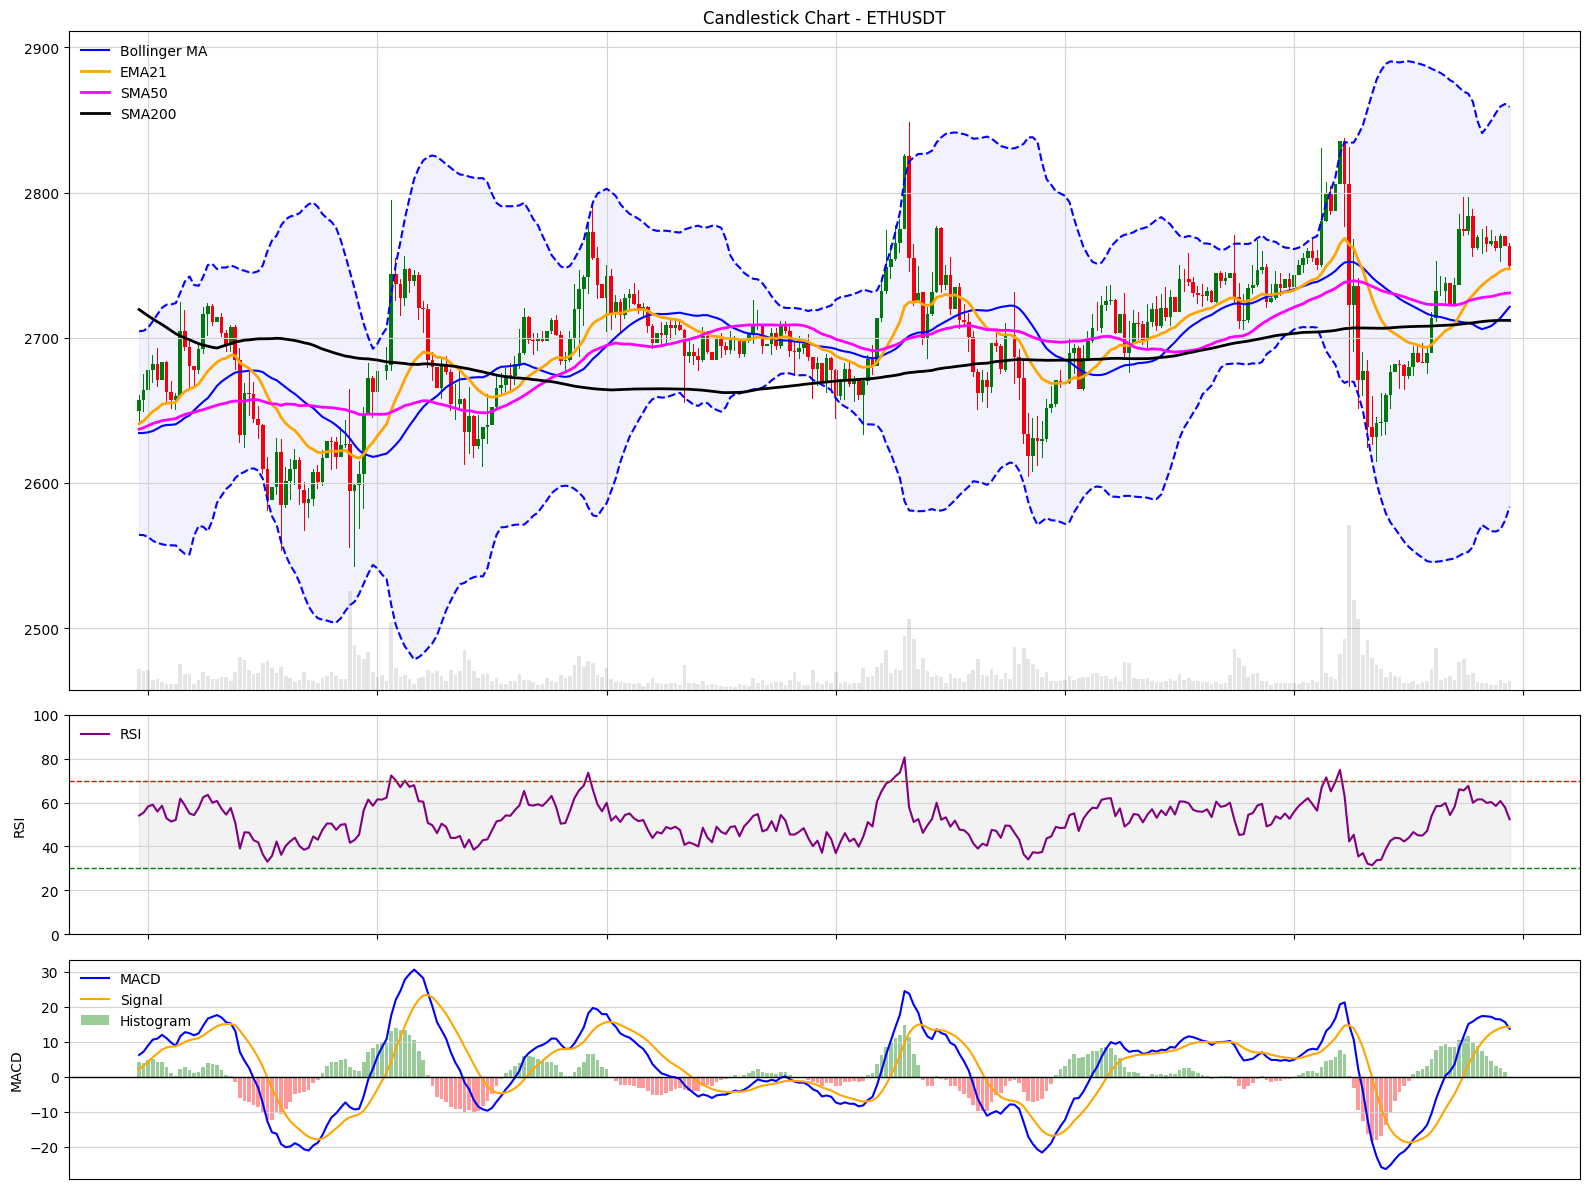 Candlestick Chart - ETHUSDT
Bollinger MA
EMA21
SMA50
SMA200
2900
2800
2700
2600
2500
RSI
RSI
100
80
60
40
20
0
MACD
Signal
Histogram
MACD
30
20
10
0
−10
−20